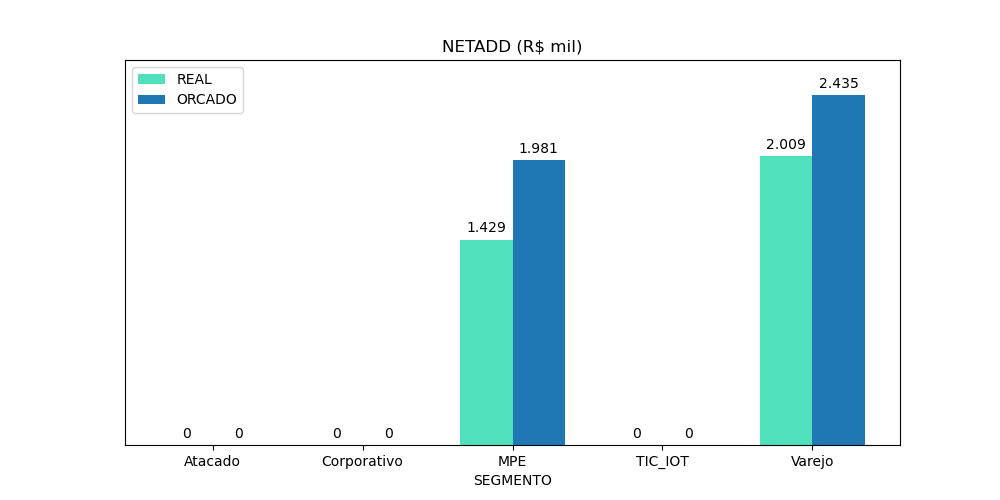 NETADD (R$ mil)
REAL
ORCADO
2.435
2.009
1.981
1.429
0 0 0 0 0 0
Atacado Corporativo MPE TIC_IOT Varejo
SEGMENTO